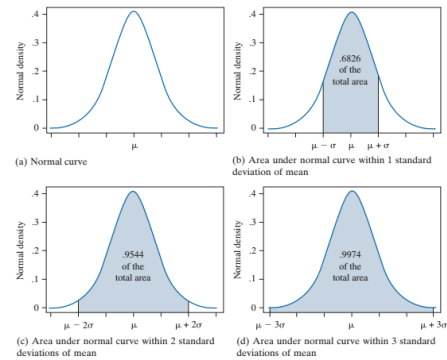 Normal density
.4
.3
.2
.1
0
μ
(a) Normal curve
Normal density
.4
.3
.2
.1
0
.6826
of the
total area
μ − σ μ μ + σ
(b) Area under normal curve within 1 standard
deviation of mean
Normal density
.4
.3
.2
.1
0
.9544
of the
total area
μ − 2σ μ μ + 2σ
(c) Area under normal curve within 2 standard
deviations of mean
Normal density
.4
.3
.2
.1
0
.9974
of the
total area
μ − 3σ μ μ + 3σ
(d) Area under normal curve within 3 standard
deviations of mean